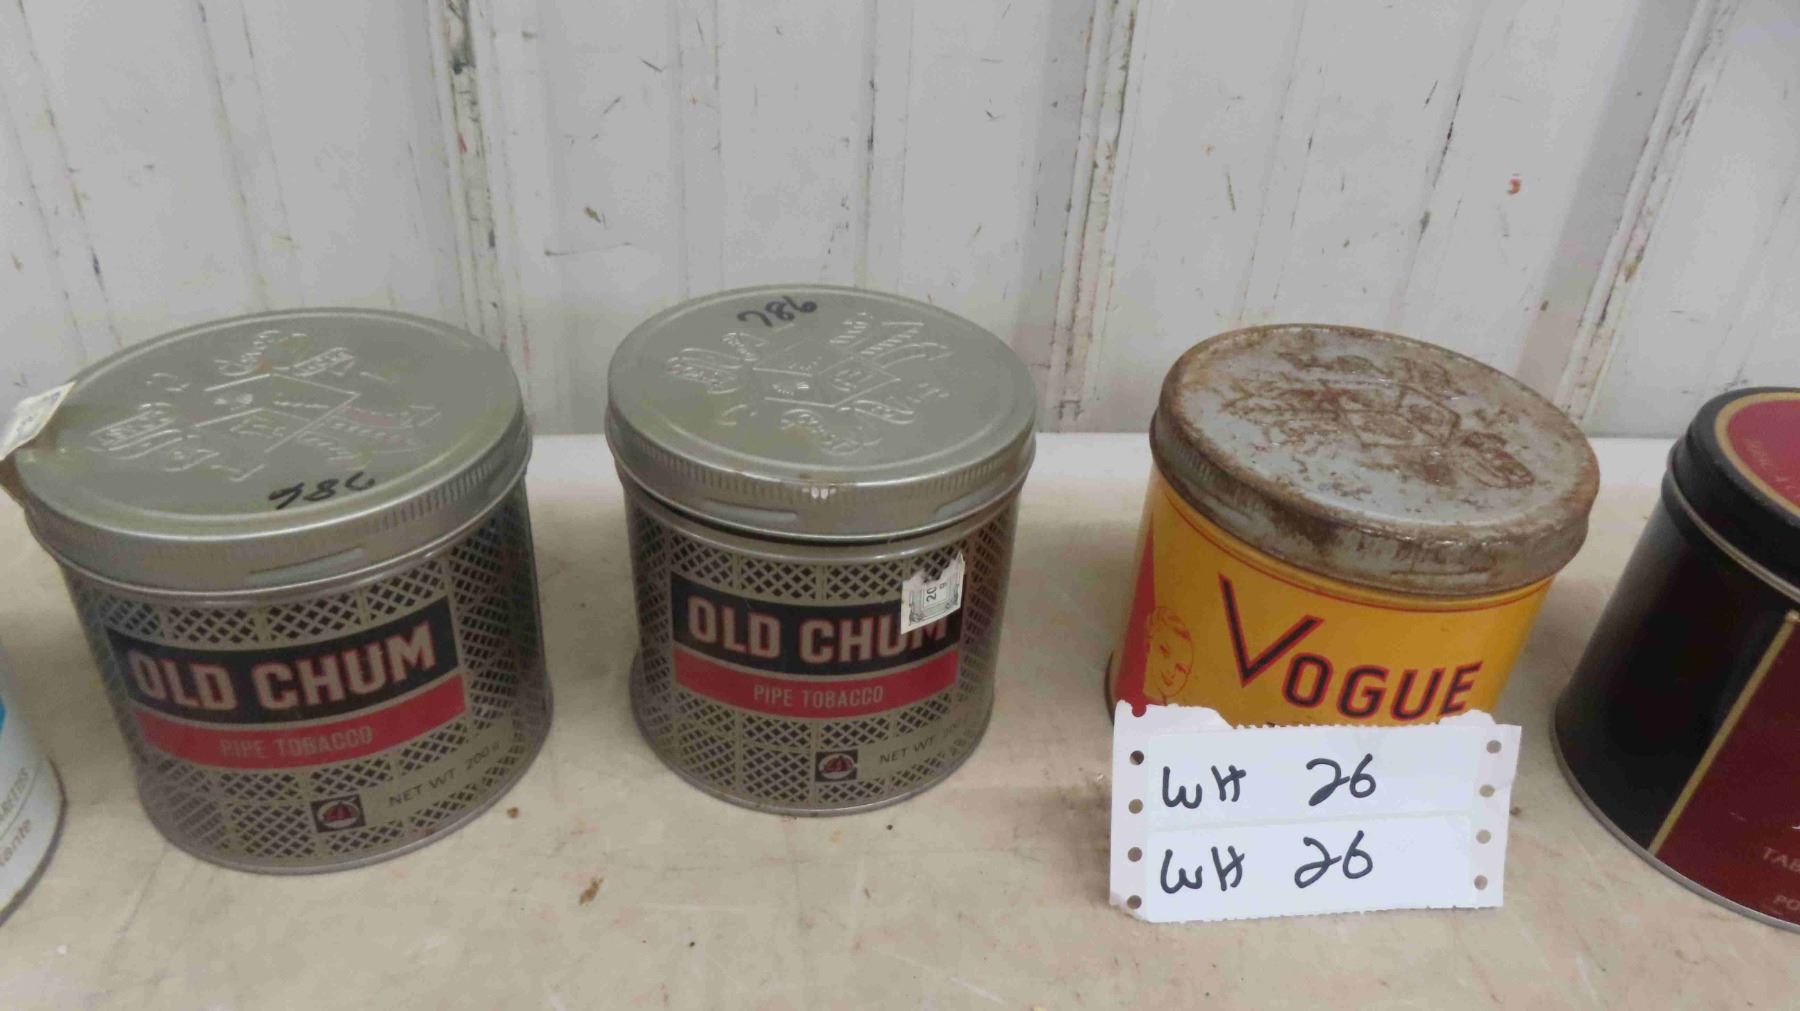 786
OLD CHUM
PIPE TOBACCO
NET WT. 200 g
786
20
g
OLD CHUM
PIPE TOBACCO
NET WT.
VOGUE
WH 26
WH 26